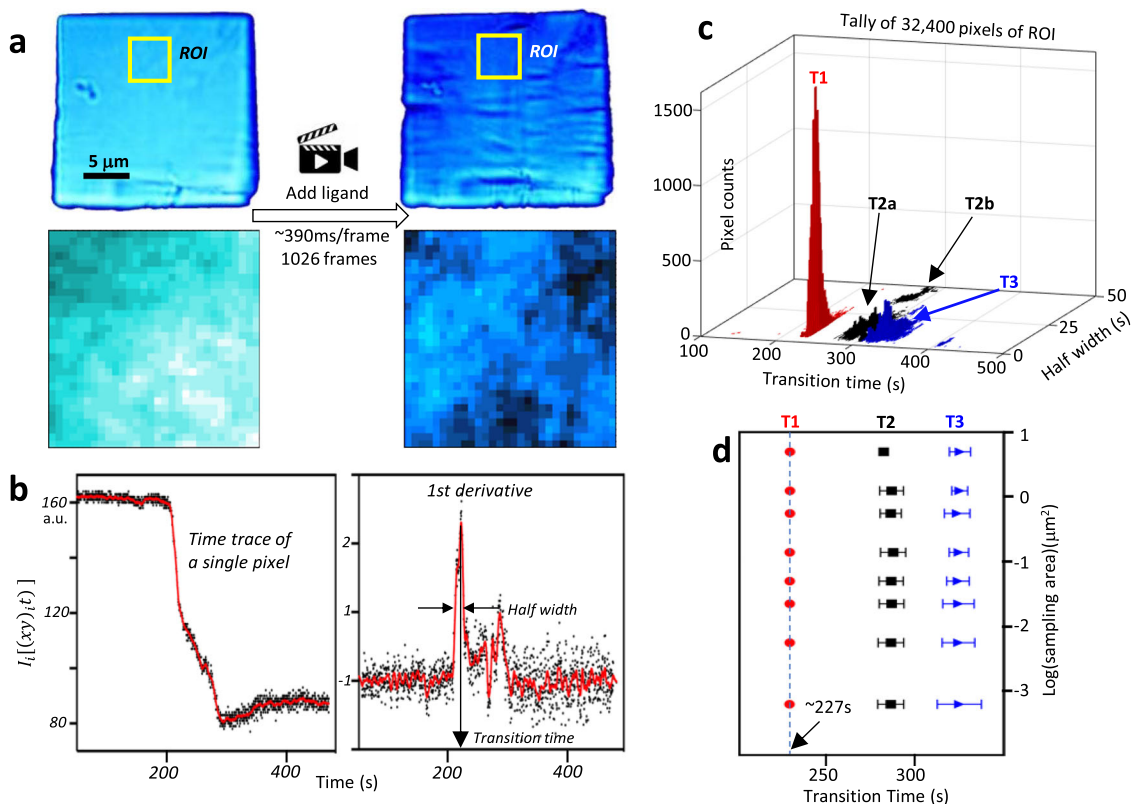 a
ROI
5 µm
ROI
Add ligand
~390ms/frame
1026 frames
b
160
a.u.
120
80
I𝑖[(xy)𝑖t) ]
Time trace of
a single pixel
200
400
Time (s)
1st derivative
2
1
-1
Half width
Transition time
200
400
c
Tally of 32,400 pixels of ROI
T1
T2a
T2b
T3
Pixel counts
1500
1000
500
0
100
200
300
400
500
Transition time (s)
0
25
50
Half width (s)
d
T1
T2
T3
1
0
-1
-2
-3
Log(sampling area)(µm²)
~227s
250
300
Transition Time (s)